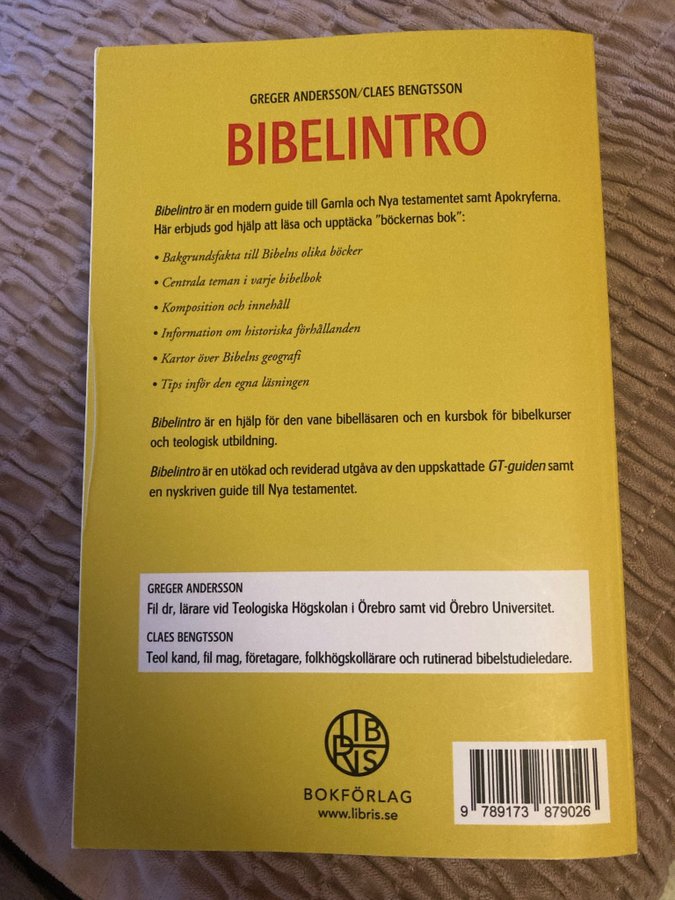 GREGER ANDERSSON/CLAES BENGTSSON
BIBELINTRO
Bibelintro är en modern guide till Gamla och Nya testamentet samt Apokryferna.
Här erbjuds god hjälp att läsa och upptäcka "böckernas bok":
• Bakgrundsfakta till Bibelns olika böcker
• Centrala teman i varje bibelbok
• Komposition och innehåll
• Information om historiska förhållanden
• Kartor över Bibelns geografi
• Tips inför den egna läsningen
Bibelintro är en hjälp för den vane bibelläsaren och en kursbok för bibelkurser
och teologisk utbildning.
Bibelintro är en utökad och reviderad utgåva av den uppskattade GT-guiden samt
en nyskriven guide till Nya testamentet.
GREGER ANDERSSON
Fil dr, lärare vid Teologiska Högskolan i Örebro samt vid Örebro Universitet.
CLAES BENGTSSON
Teol kand, fil mag, företagare, folkhögskollärare och rutinerad bibelstudieledare.
LIBRIS
BOKFÖRLAG
www.libris.se
9 789173 879026